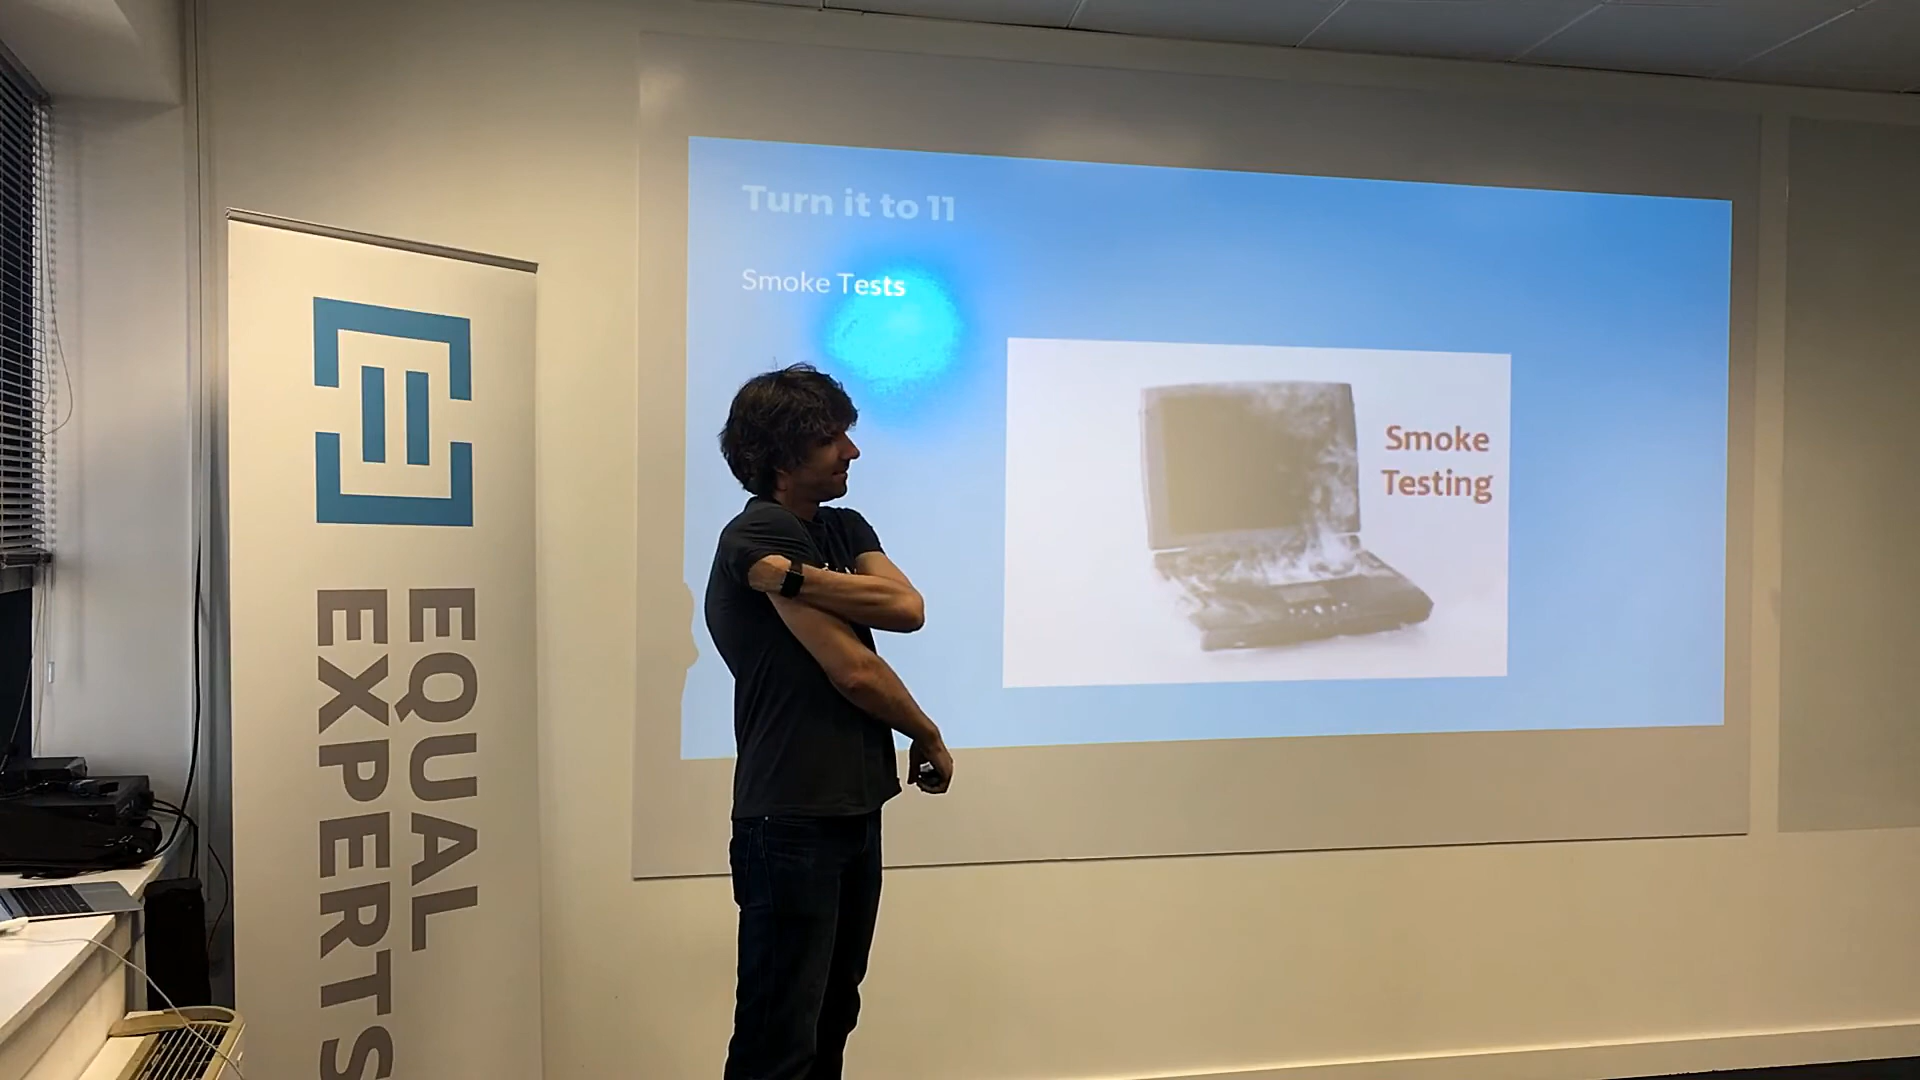 Turn it to 11
Smoke Tests
Smoke
Testing
EQUAL
EXPERTS